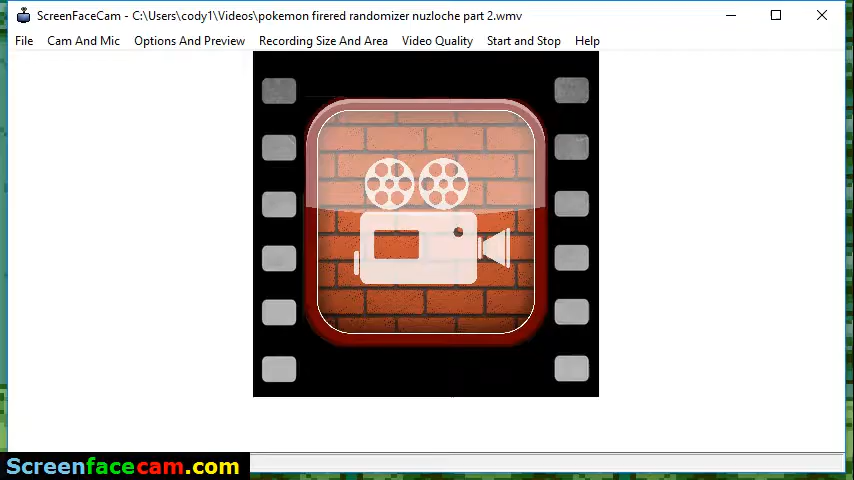 ScreenFaceCam - C:\Users\cody1\Videos\pokemon firered randomizer nuzloche part 2.wmv
File Cam And Mic Options And Preview Recording Size And Area Video Quality Start and Stop Help
Screenfacecam.com